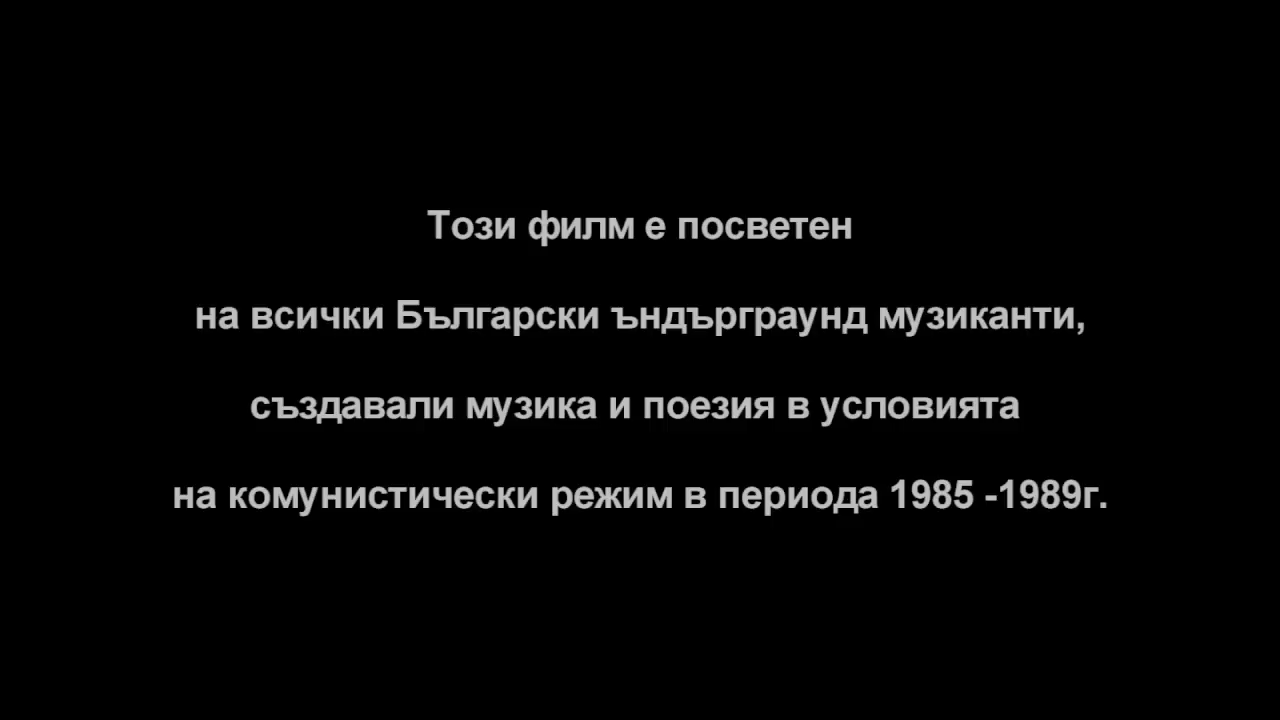 Този филм е посветен
на всички Български ъндърграунд музиканти,
създавали музика и поезия в условията
на комунистически режим в периода 1985 -1989г.